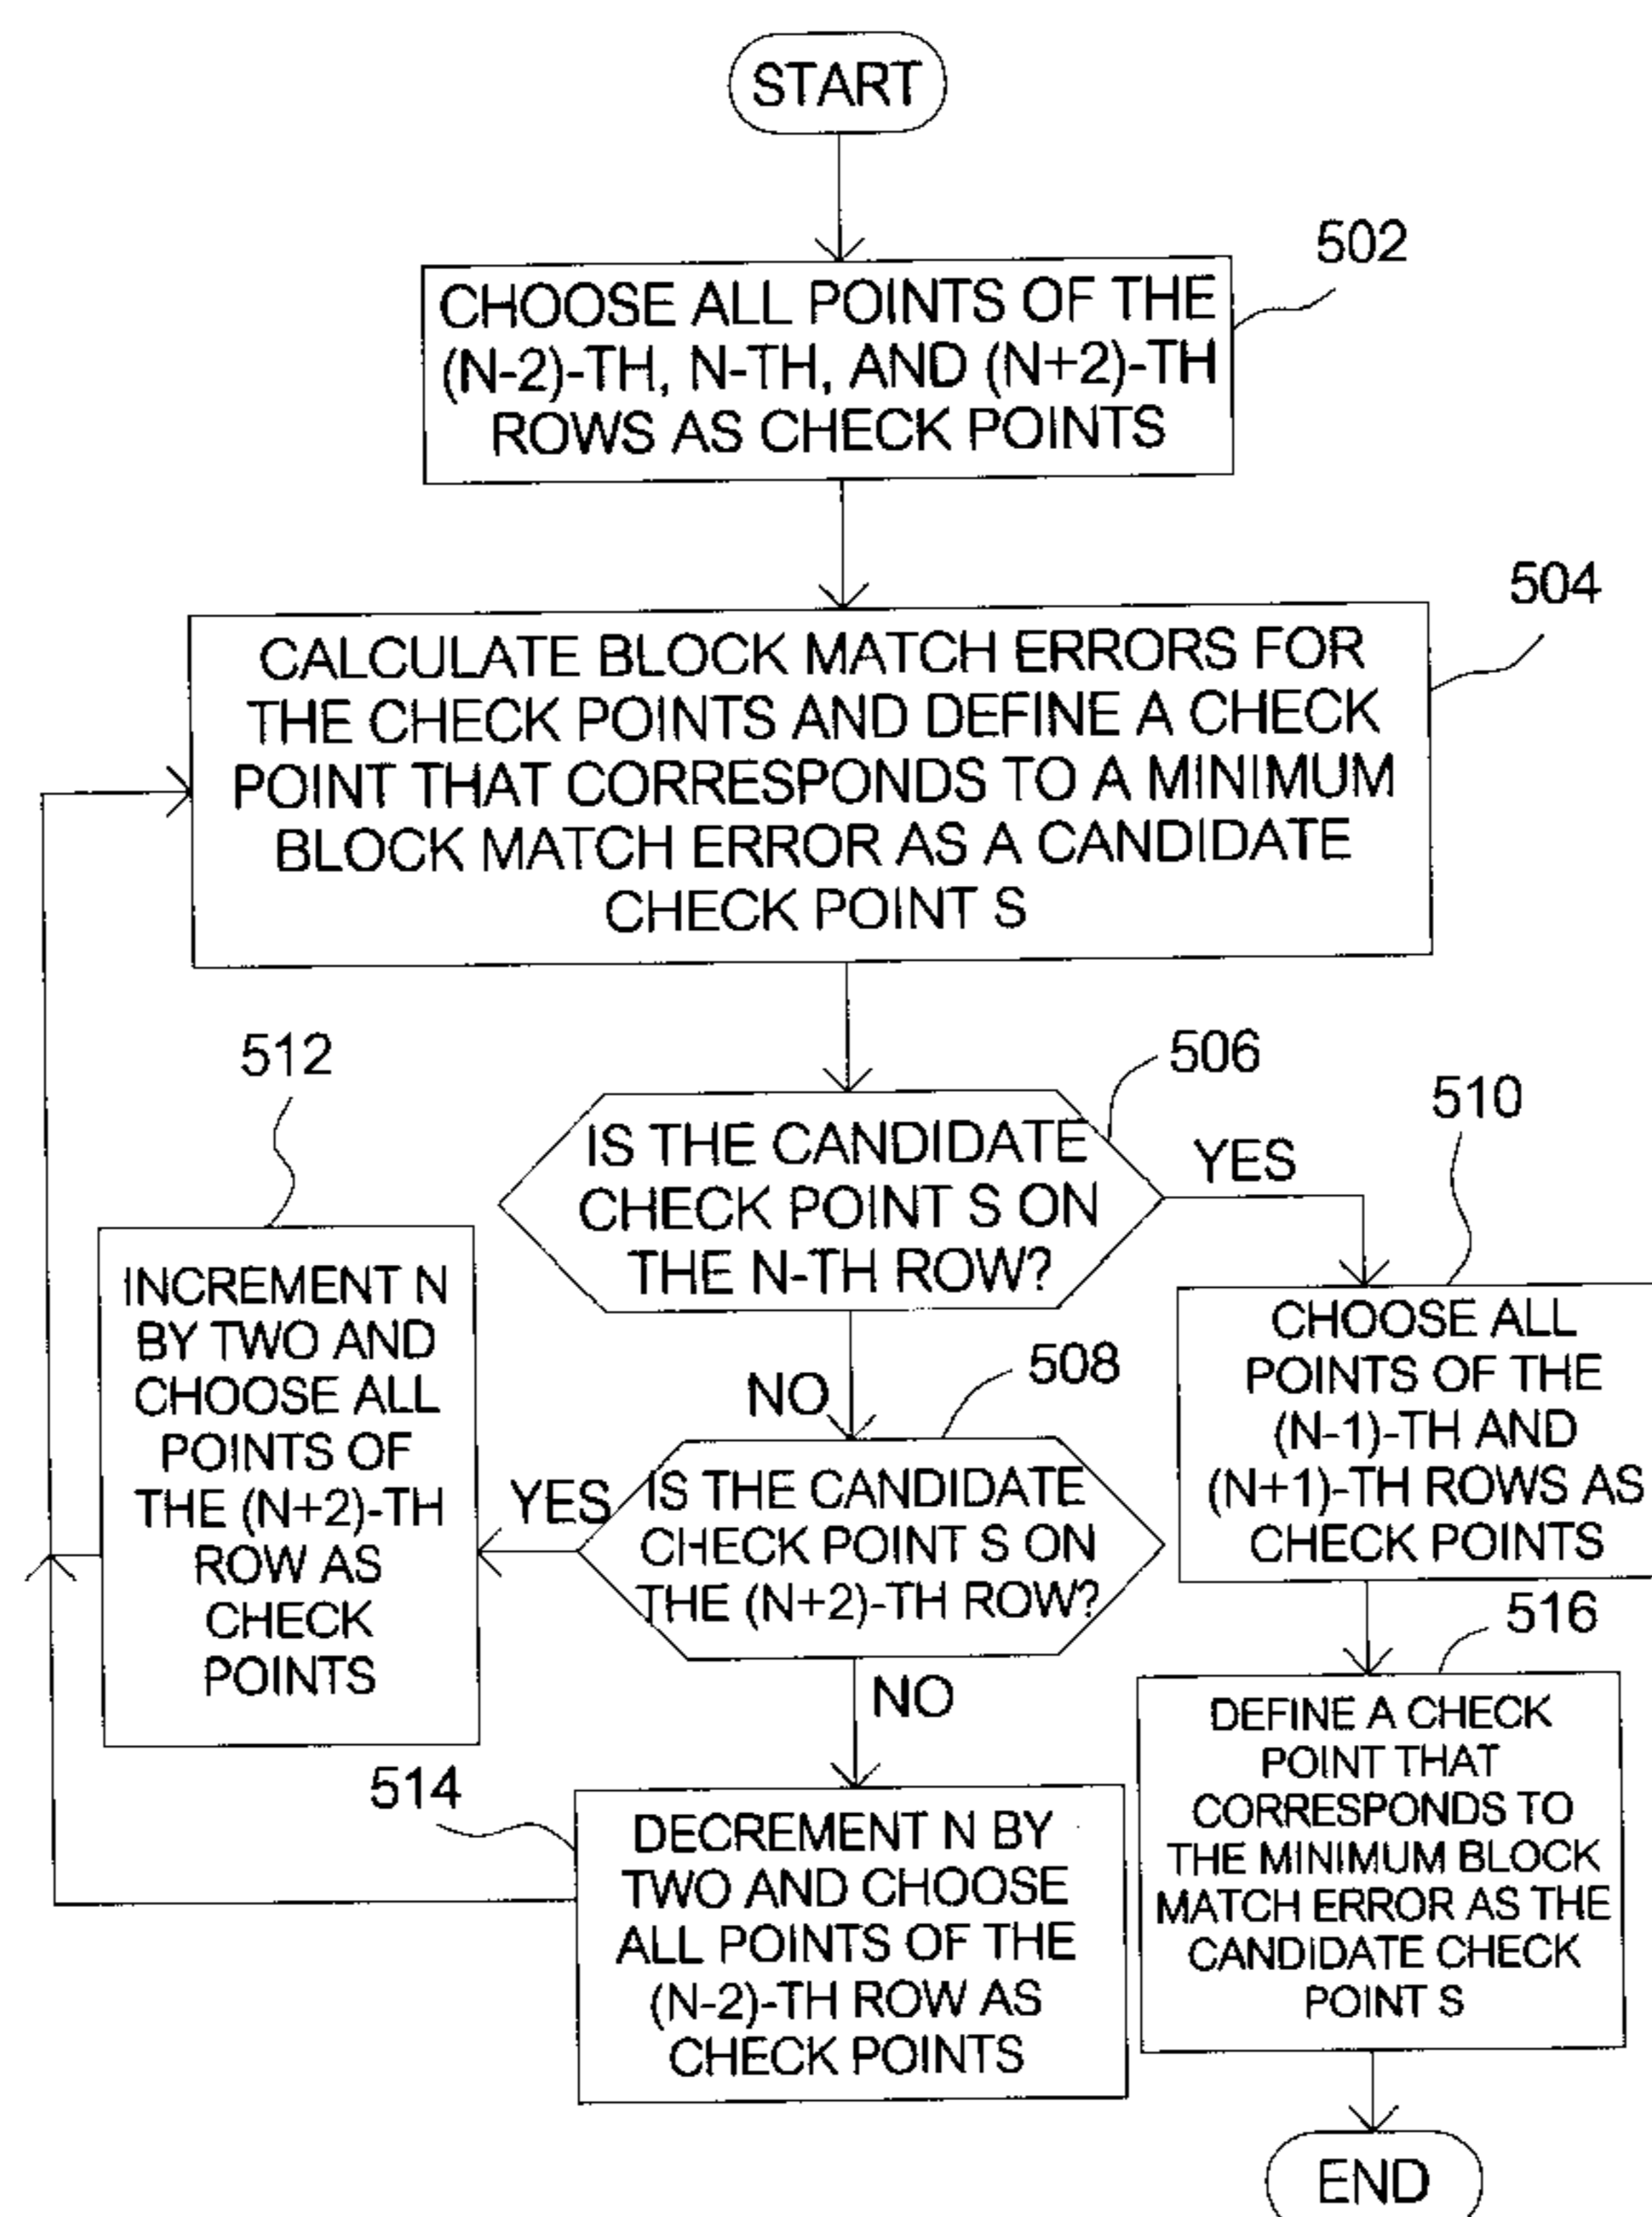 START
502
CHOOSE ALL POINTS OF THE
(N-2)-TH, N-TH, AND (N+2)-TH
ROWS AS CHECK POINTS
504
CALCULATE BLOCK MATCH ERRORS FOR
THE CHECK POINTS AND DEFINE A CHECK
POINT THAT CORRESPONDS TO A MINIMUM
BLOCK MATCH ERROR AS A CANDIDATE
CHECK POINT S
506
IS THE CANDIDATE
CHECK POINT S ON
THE N-TH ROW?
YES
510
CHOOSE ALL
POINTS OF THE
(N-1)-TH AND
(N+1)-TH ROWS AS
CHECK POINTS
NO
508
IS THE CANDIDATE
CHECK POINT S ON
THE (N+2)-TH ROW?
YES
512
INCREMENT N
BY TWO AND
CHOOSE ALL
POINTS OF
THE (N+2)-TH
ROW AS
CHECK
POINTS
NO
514
DECREMENT N BY
TWO AND CHOOSE
ALL POINTS OF THE
(N-2)-TH ROW AS
CHECK POINTS
516
DEFINE A CHECK
POINT THAT
CORRESPONDS TO
THE MINIMUM BLOCK
MATCH ERROR AS THE
CANDIDATE CHECK
POINT S
END